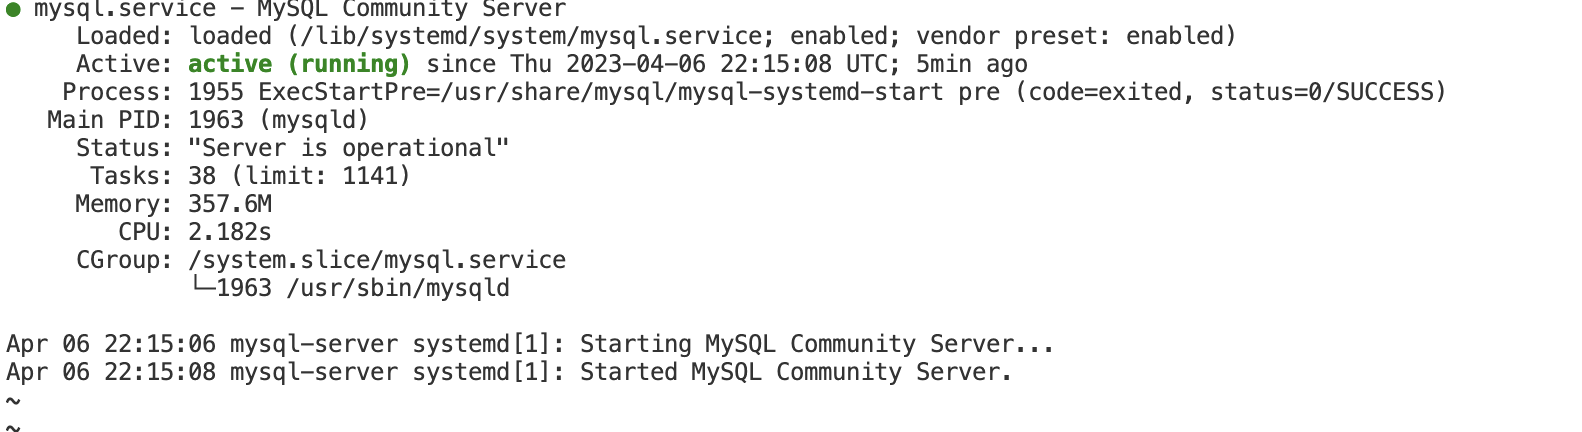 ● mysql.service – MySQL Community Server
     Loaded: loaded (/lib/systemd/system/mysql.service; enabled; vendor preset: enabled)
     Active: active (running) since Thu 2023–04–06 22:15:08 UTC; 5min ago
    Process: 1955 ExecStartPre=/usr/share/mysql/mysql–systemd–start pre (code=exited, status=0/SUCCESS)
   Main PID: 1963 (mysqld)
     Status: "Server is operational"
      Tasks: 38 (limit: 1141)
     Memory: 357.6M
        CPU: 2.182s
     CGroup: /system.slice/mysql.service
             └─1963 /usr/sbin/mysqld

Apr 06 22:15:06 mysql–server systemd[1]: Starting MySQL Community Server...
Apr 06 22:15:08 mysql–server systemd[1]: Started MySQL Community Server.
~
~